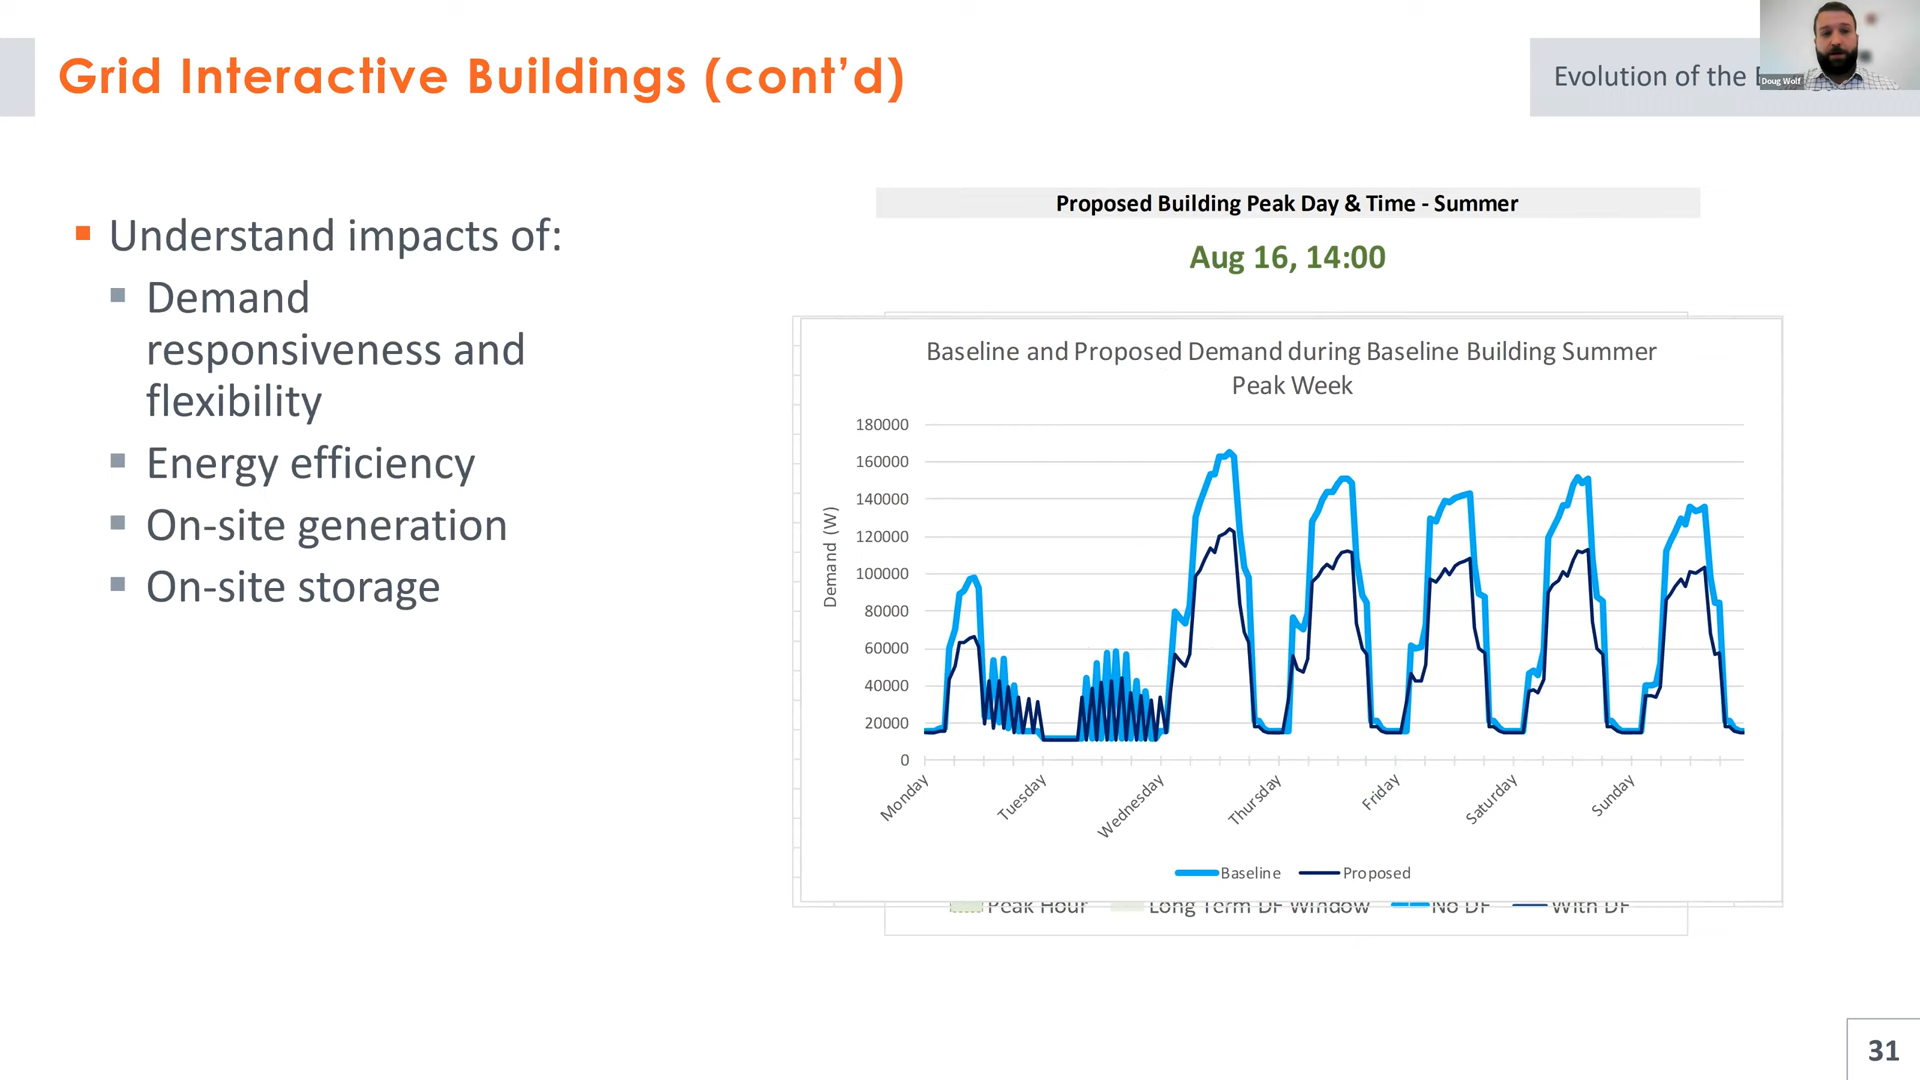 Grid Interactive Buildings (cont’d)
Evolution of the
Doug Wolf
Understand impacts of:
Demand
responsiveness and
flexibility
Energy efficiency
On-site generation
On-site storage
Proposed Building Peak Day & Time - Summer
Aug 16, 14:00
Baseline and Proposed Demand during Baseline Building Summer
Peak Week
Demand (W)
180000
160000
140000
120000
100000
80000
60000
40000
20000
0
Monday
Tuesday
Wednesday
Thursday
Friday
Saturday
Sunday
Baseline Proposed
Peak Hour Long Term DF Window No DF With DF
31